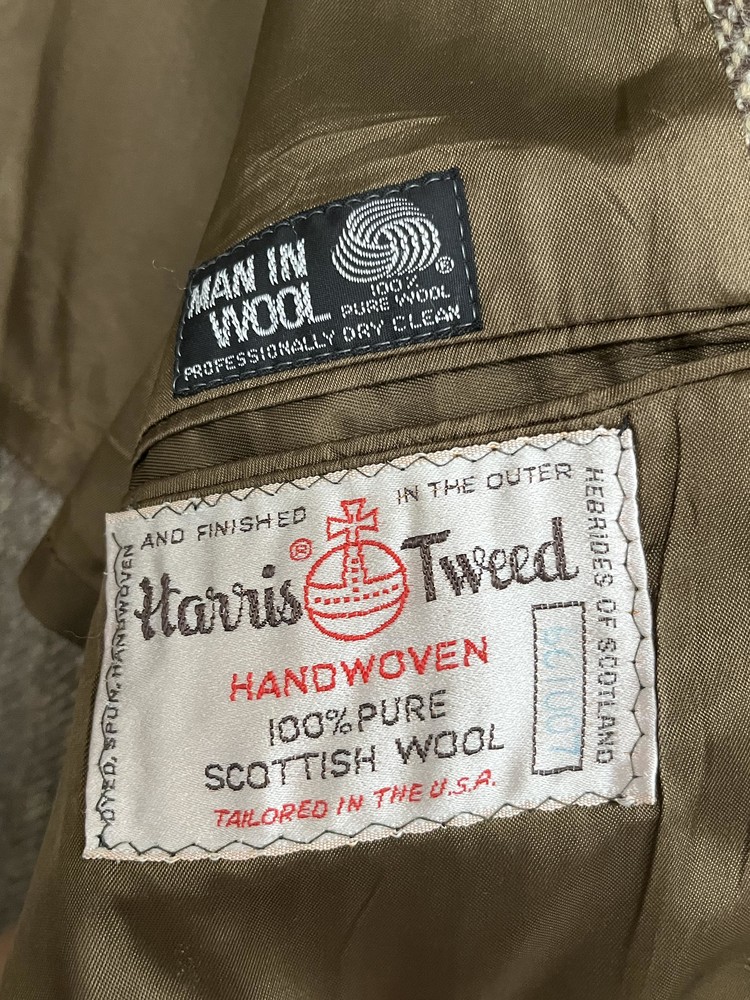 MAN IN
WOOL
®
100%
PURE WOOL
PROFESSIONALLY DRY CLEAN
DYED, SPUN, HANDWOVEN
AND FINISHED
IN THE OUTER
HEBRIDES OF SCOTLAND
Harris ® Tweed
HANDWOVEN
100% PURE
SCOTTISH WOOL
TAILORED IN THE U.S.A.